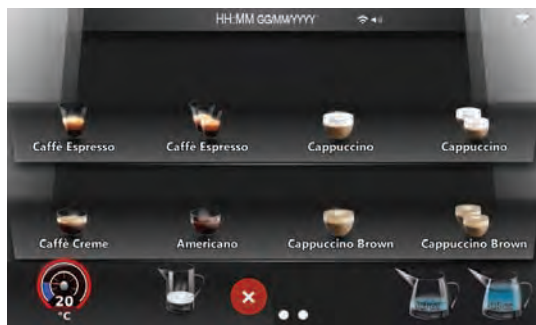 HH:MM GG/MM/YYYY
Caffè Espresso Caffè Espresso Cappuccino Cappuccino
Caffè Creme Americano Cappuccino Brown Cappuccino Brown
20
°C